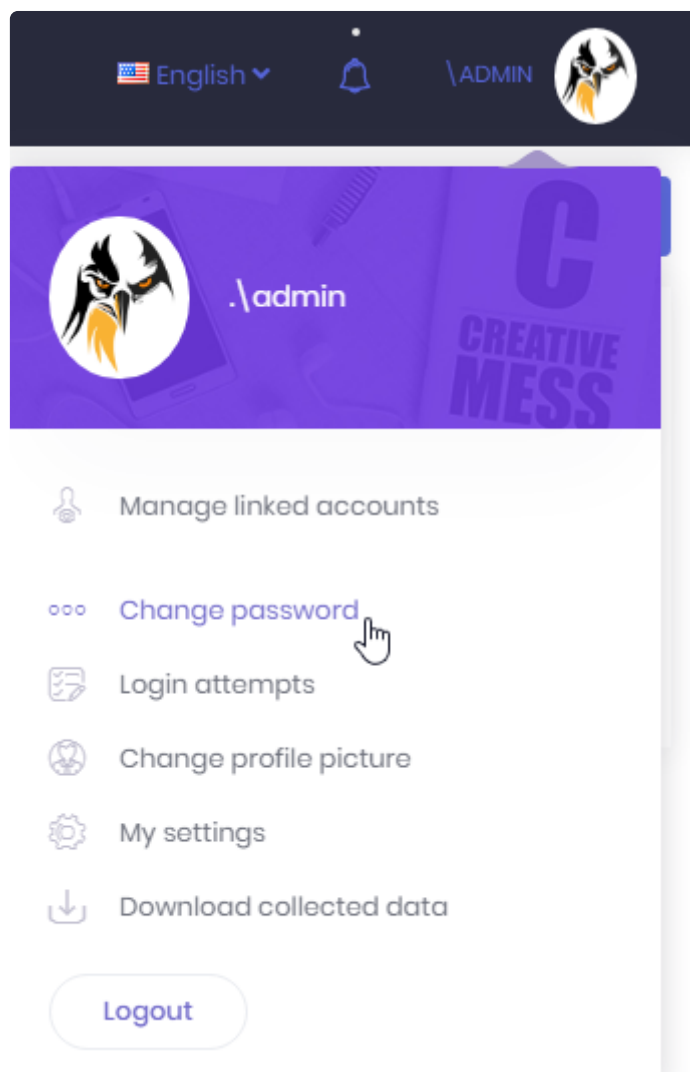 English
\ADMIN
.\admin
C
CREATIVE
MESS
Manage linked accounts
Change password
Login attempts
Change profile picture
My settings
Download collected data
Logout